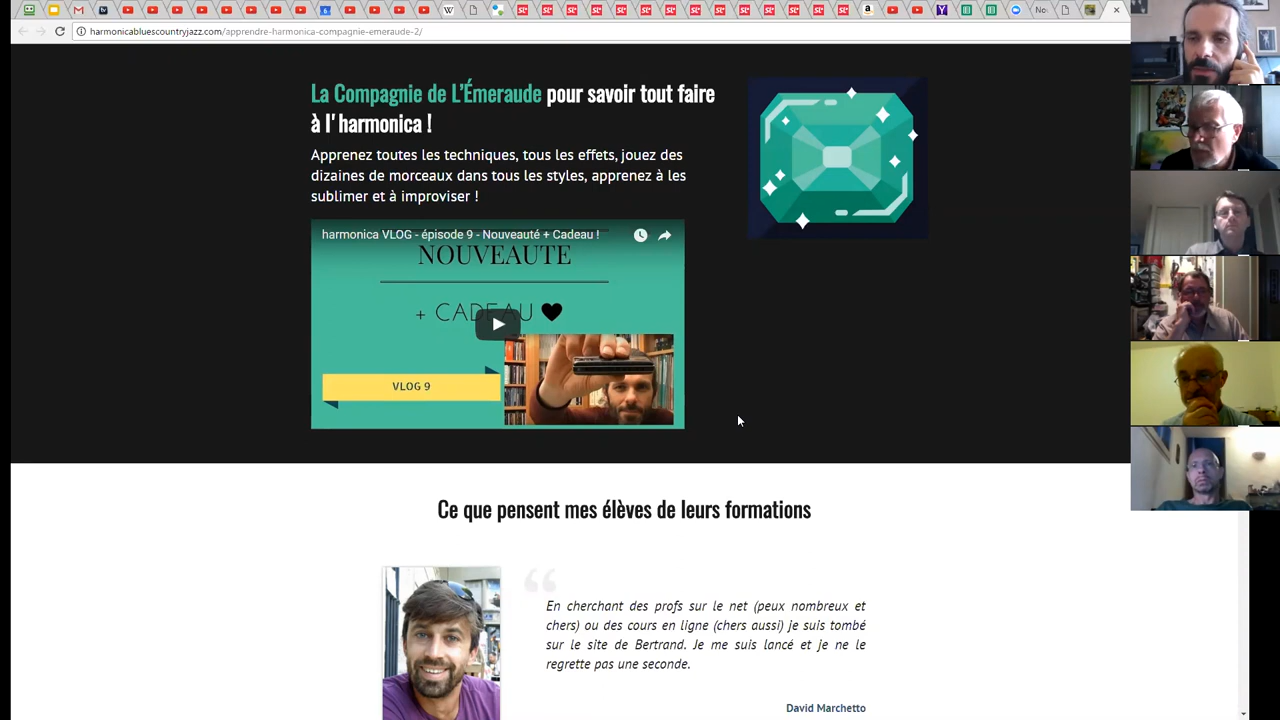 harmonicabluescountryjazz.com/apprendre-harmonica-compagnie-emeraude-2/
La Compagnie de L'Émeraude pour savoir tout faire
à l'harmonica !
Apprenez toutes les techniques, tous les effets, jouez des
dizaines de morceaux dans tous les styles, apprenez à les
sublimer et à improviser !
harmonica VLOG - épisode 9 - Nouveauté + Cadeau !
NOUVEAUTE
+ CADEAU
VLOG 9
Ce que pensent mes élèves de leurs formations
En cherchant des profs sur le net (peux nombreux et
chers) ou des cours en ligne (chers aussi) je suis tombé
sur le site de Bertrand. Je me suis lancé et je ne le
regrette pas une seconde.
David Marchetto